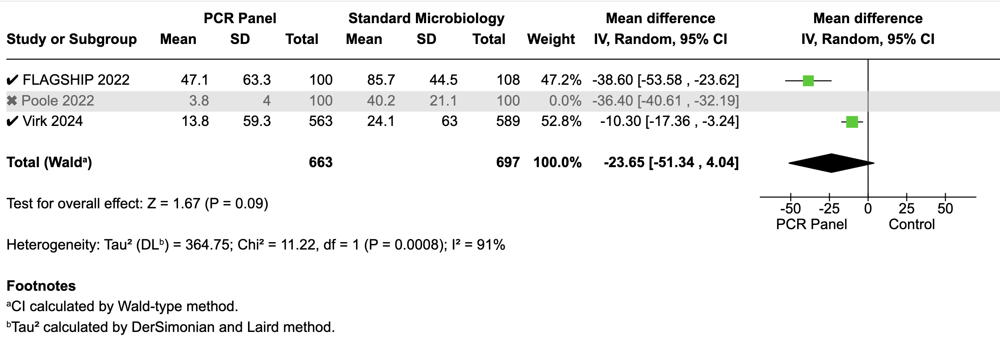 PCR Panel Standard Microbiology Mean difference Mean difference
Study or Subgroup Mean SD Total Mean SD Total Weight IV, Random, 95% CI IV, Random, 95% CI
✔ FLAGSHIP 2022 47.1 63.3 100 85.7 44.5 108 47.2% -38.60 [-53.58 , -23.62]
✖ Poole 2022 3.8 4 100 40.2 21.1 100 0.0% -36.40 [-40.61 , -32.19]
✔ Virk 2024 13.8 59.3 563 24.1 63 589 52.8% -10.30 [-17.36 , -3.24]
Total (Waldᵃ) 663 697 100.0% -23.65 [-51.34 , 4.04]
Test for overall effect: Z = 1.67 (P = 0.09)
-50 -25 0 25 50
PCR Panel Control
Heterogeneity: Tau² (DLᵇ) = 364.75; Chi² = 11.22, df = 1 (P = 0.0008); I² = 91%
Footnotes
ᵃCI calculated by Wald-type method.
ᵇTau² calculated by DerSimonian and Laird method.